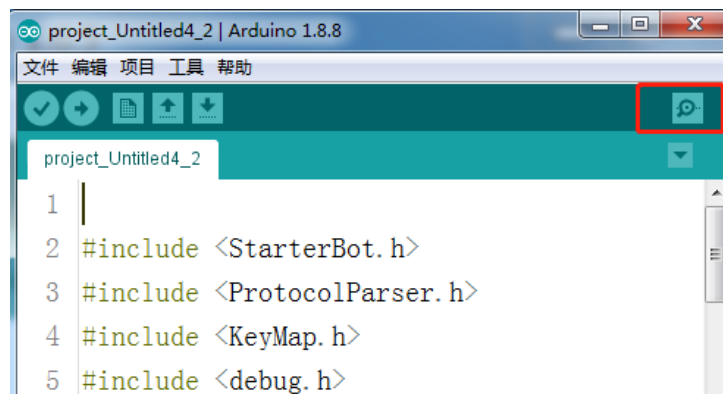 project_Untitled4_2 | Arduino 1.8.8
文件 编辑 项目 工具 帮助
project_Untitled4_2
1
2 #include <StarterBot.h>
3 #include <ProtocolParser.h>
4 #include <KeyMap.h>
5 #include <debug.h>